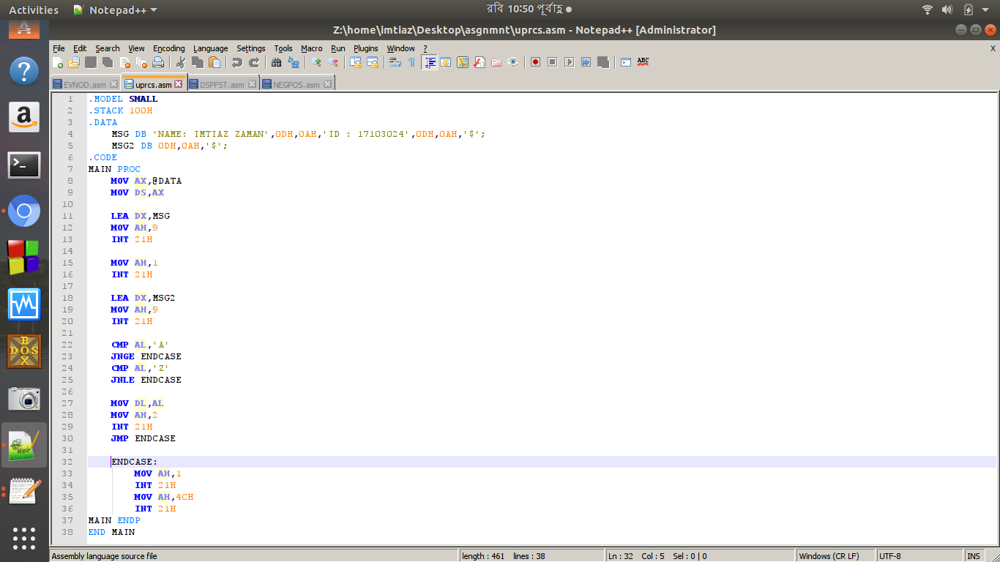 Activities Notepad++ রবি 10:50 পূর্বাহ্ণ
Z:\home\imtiaz\Desktop\asgnmnt\uprcs.asm - Notepad++ [Administrator]
File Edit Search View Encoding Language Settings Tools Macro Run Plugins Window ? X
ABC
EVNOD.asm uprcs.asm DSPFST.asm NEGPOS.asm
1 .MODEL SMALL
2 .STACK 100H
3 .DATA
4 MSG DB 'NAME: IMTIAZ ZAMAN',0DH,0AH,'ID : 17103024',0DH,0AH,'$';
5 MSG2 DB 0DH,0AH,'$';
6 .CODE
7 MAIN PROC
8 MOV AX,@DATA
9 MOV DS,AX
10
11 LEA DX,MSG
12 MOV AH,9
13 INT 21H
14
15 MOV AH,1
16 INT 21H
17
18 LEA DX,MSG2
19 MOV AH,9
20 INT 21H
21
22 CMP AL,'A'
23 JNGE ENDCASE
24 CMP AL,'Z'
25 JNLE ENDCASE
26
27 MOV DL,AL
28 MOV AH,2
29 INT 21H
30 JMP ENDCASE
31
32 ENDCASE:
33 MOV AH,1
34 INT 21H
35 MOV AH,4CH
36 INT 21H
37 MAIN ENDP
38 END MAIN
Assembly language source file length : 461 lines : 38 Ln : 32 Col : 5 Sel : 0 | 0 Windows (CR LF) UTF-8 INS